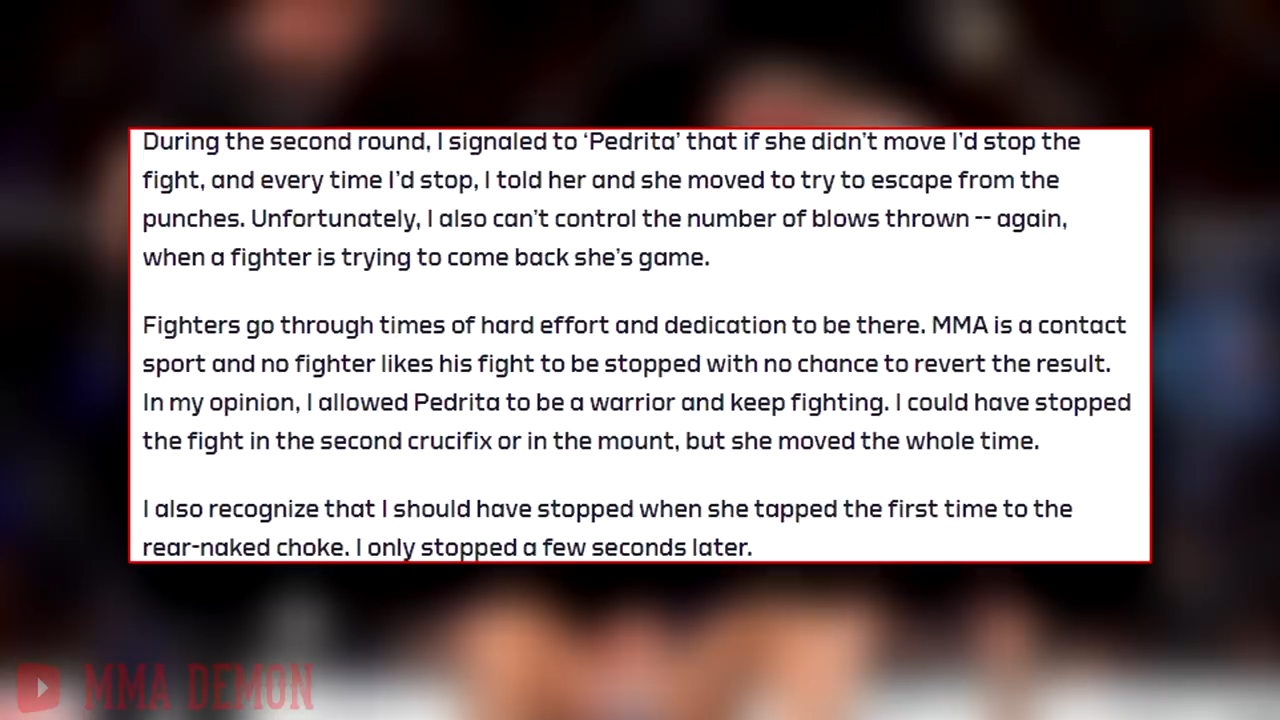 During the second round, I signaled to ‘Pedrita’ that if she didn’t move I’d stop the
fight, and every time I’d stop, I told her and she moved to try to escape from the
punches. Unfortunately, I also can’t control the number of blows thrown -- again,
when a fighter is trying to come back she’s game.
Fighters go through times of hard effort and dedication to be there. MMA is a contact
sport and no fighter likes his fight to be stopped with no chance to revert the result.
In my opinion, I allowed Pedrita to be a warrior and keep fighting. I could have stopped
the fight in the second crucifix or in the mount, but she moved the whole time.
I also recognize that I should have stopped when she tapped the first time to the
rear-naked choke. I only stopped a few seconds later.
MMA DEMON